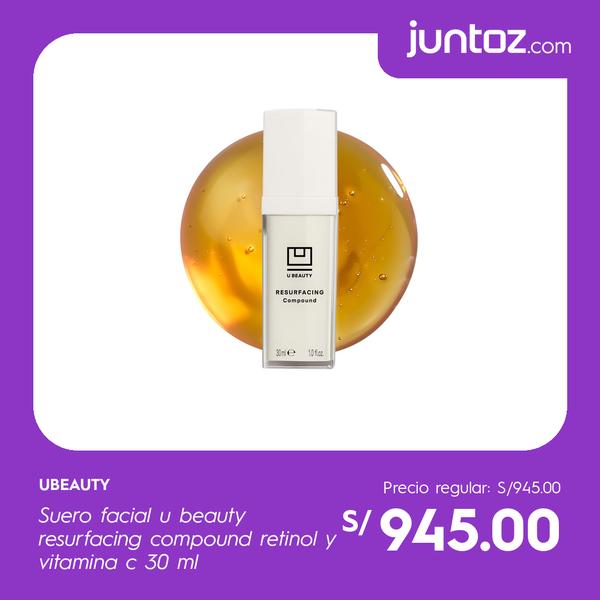 juntoz.com
U BEAUTY
RESURFACING
Compound
30 ml ℮ 1.0 fl.oz.
UBEAUTY
Suero facial u beauty
resurfacing compound retinol y
vitamina c 30 ml
Precio regular: S/945.00
S/ 945.00